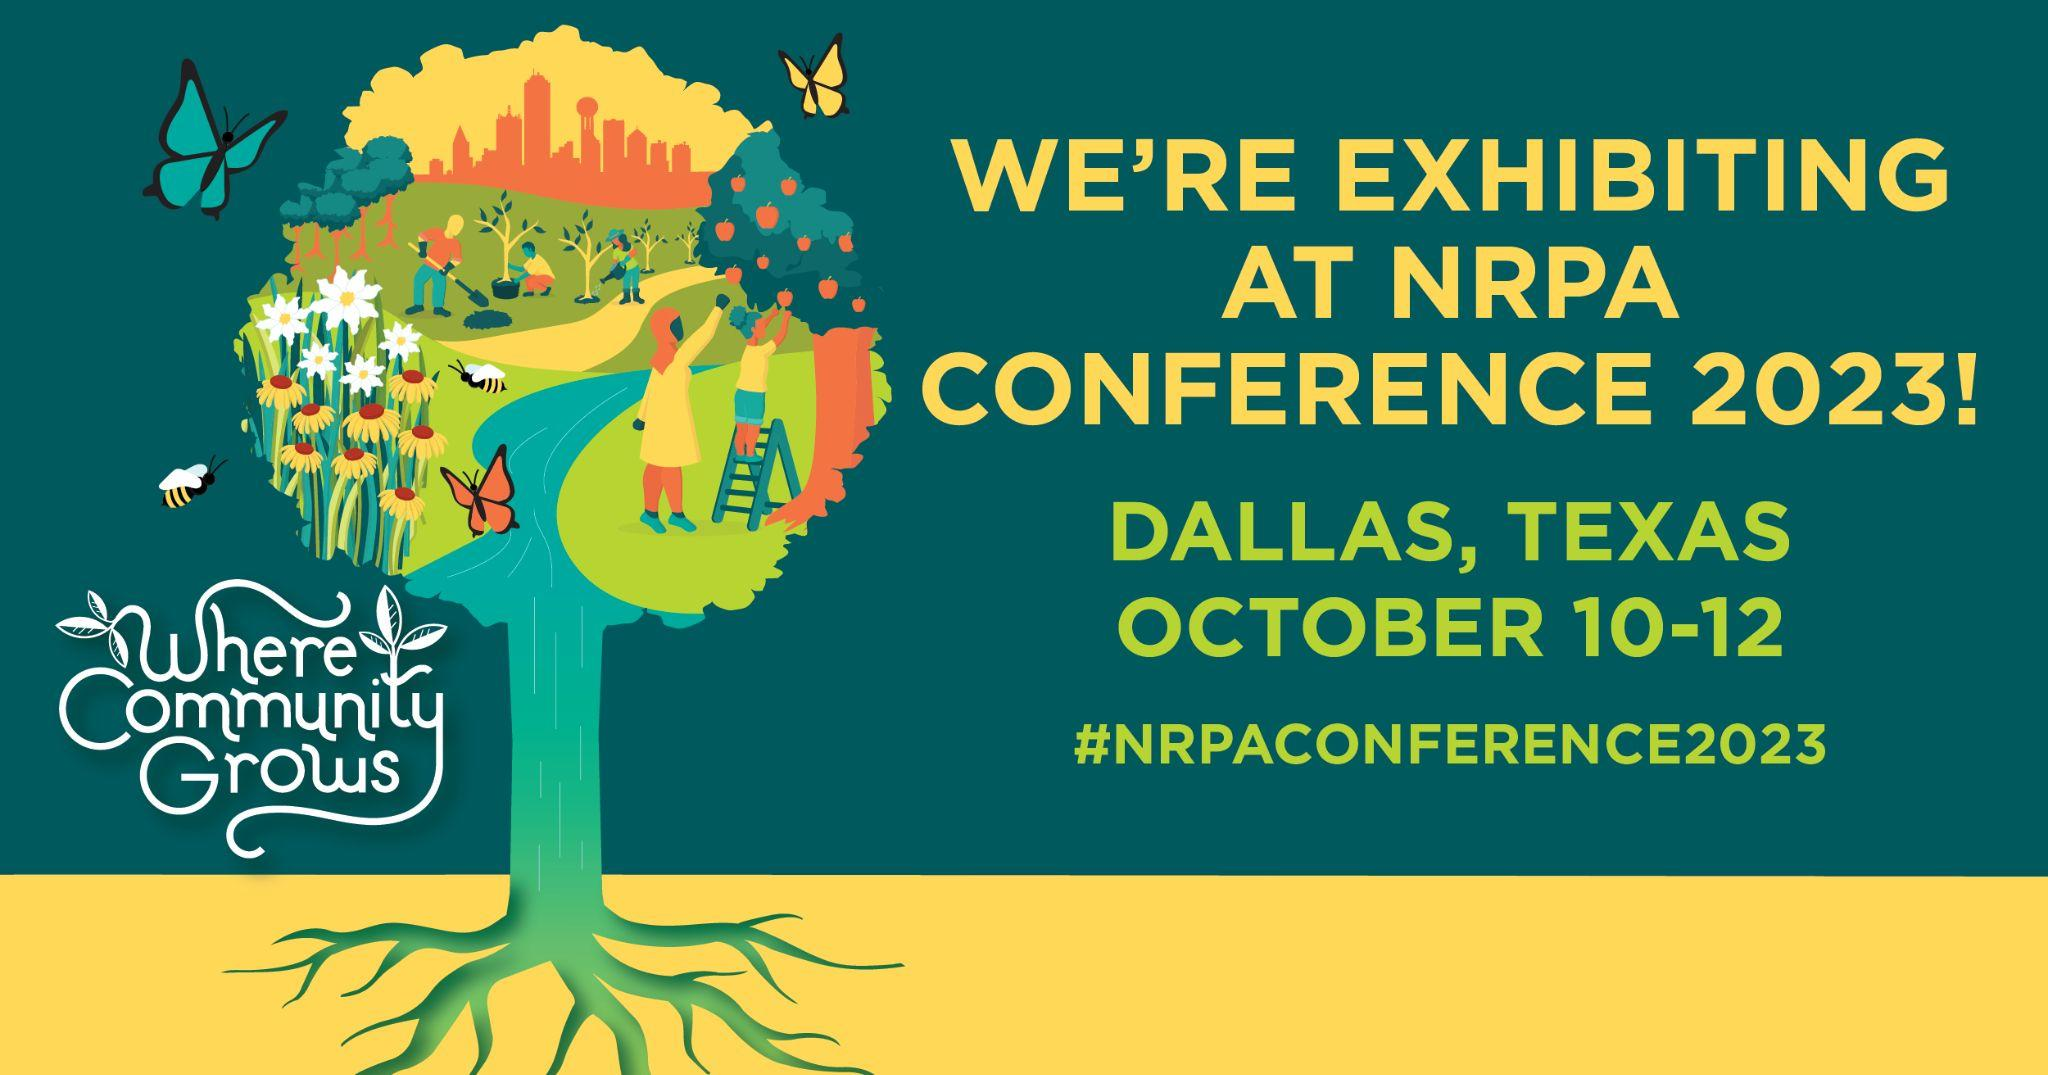 WE'RE EXHIBITING
AT NRPA
CONFERENCE 2023!
DALLAS, TEXAS
OCTOBER 10-12
#NRPACONFERENCE2023
Where
Community
Grows